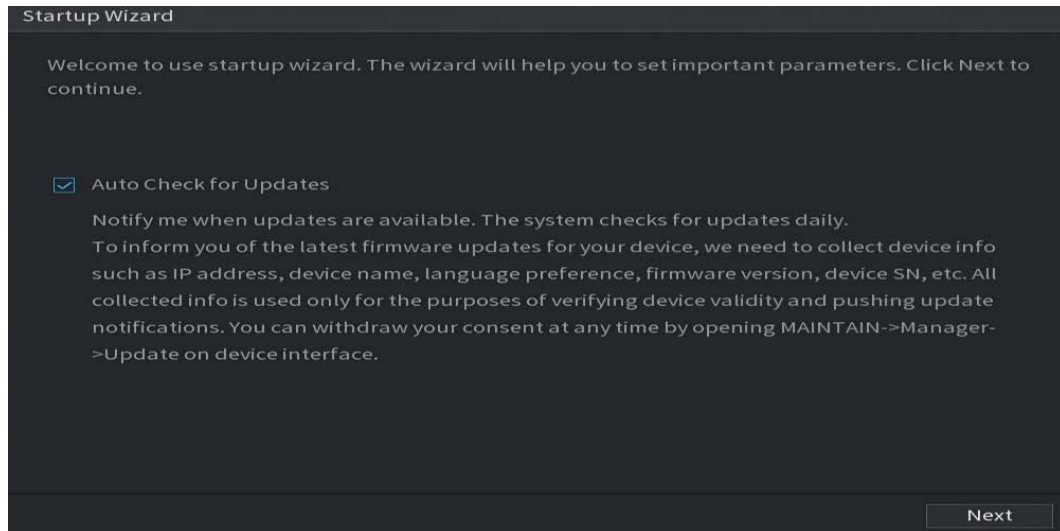 Startup Wizard
Welcome to use startup wizard. The wizard will help you to set important parameters. Click Next to
continue.
Auto Check for Updates
Notify me when updates are available. The system checks for updates daily.
To inform you of the latest firmware updates for your device, we need to collect device info
such as IP address, device name, language preference, firmware version, device SN, etc. All
collected info is used only for the purposes of verifying device validity and pushing update
notifications. You can withdraw your consent at any time by opening MAINTAIN->Manager-
>Update on device interface.
Next